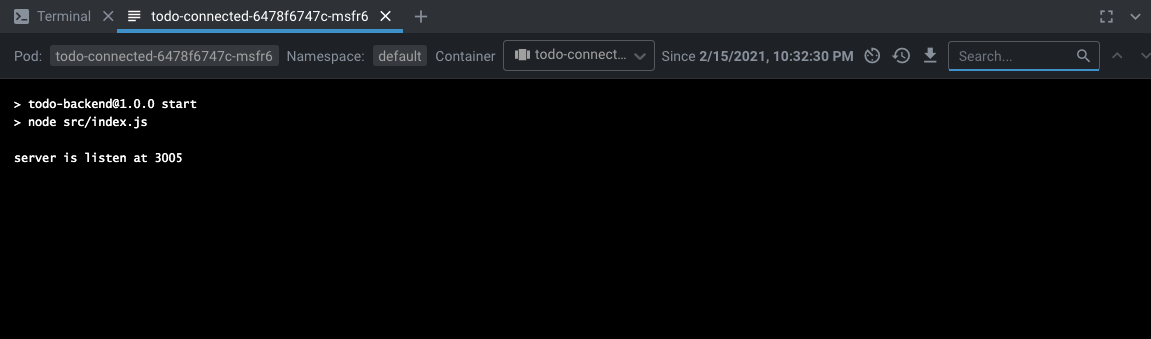 Terminal todo-connected-6478f6747c-msfr6
Pod: todo-connected-6478f6747c-msfr6 Namespace: default Container todo-connect... Since 2/15/2021, 10:32:30 PM Search...
> todo-backend@1.0.0 start
> node src/index.js
server is listen at 3005